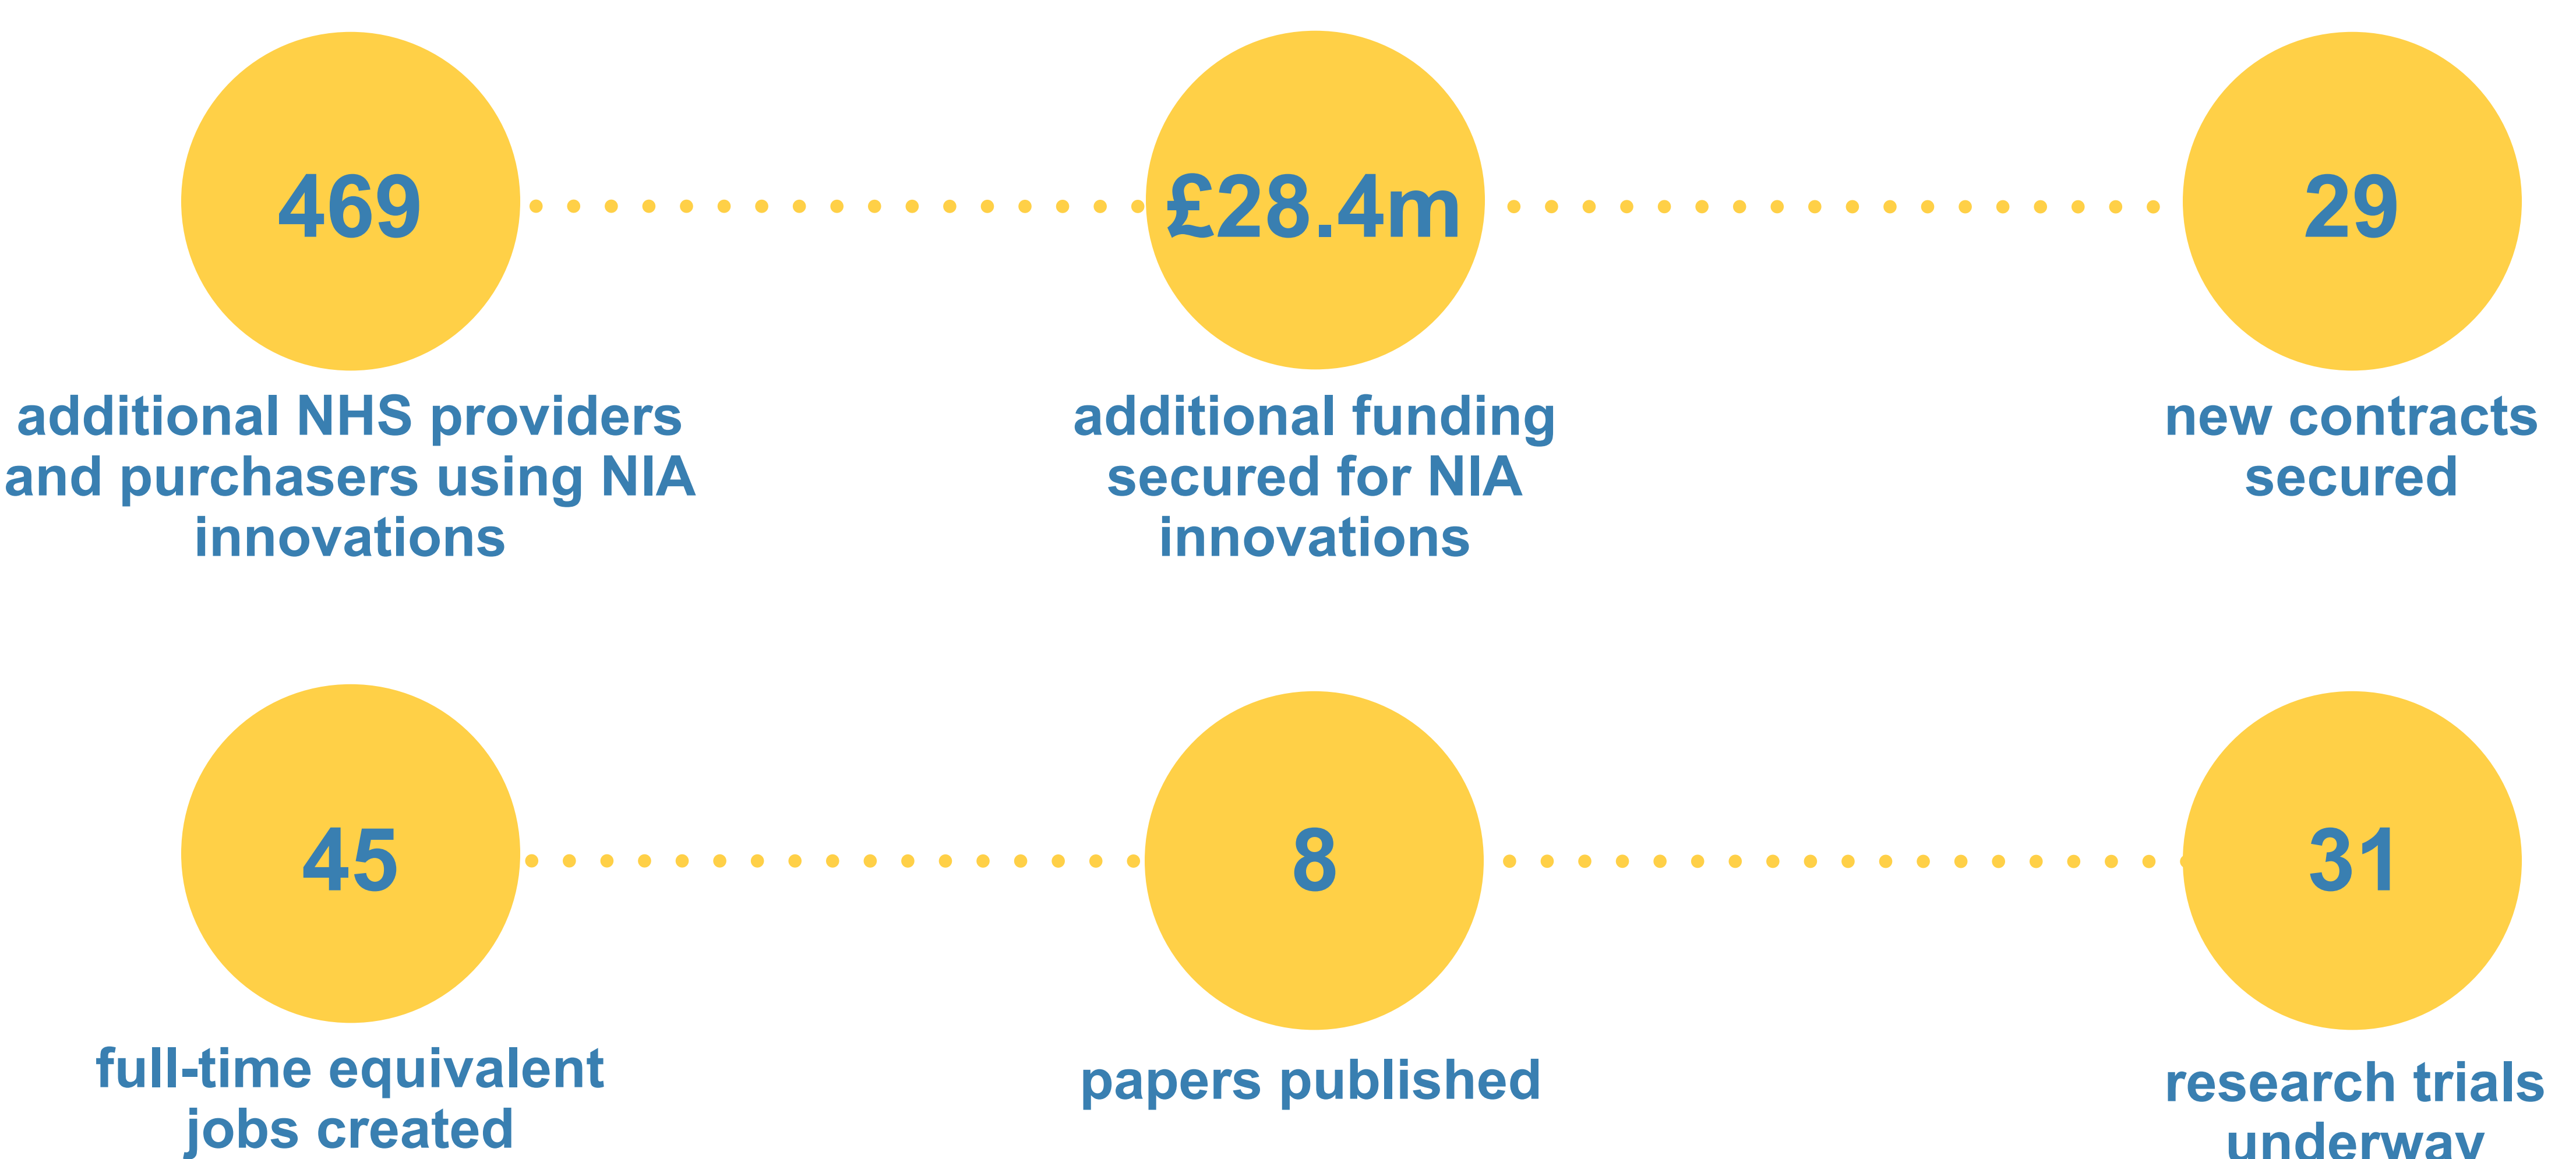 469
additional NHS providers
and purchasers using NIA
innovations
£28.4m
additional funding
secured for NIA
innovations
29
new contracts
secured
45
full-time equivalent
jobs created
8
papers published
31
research trials
underway